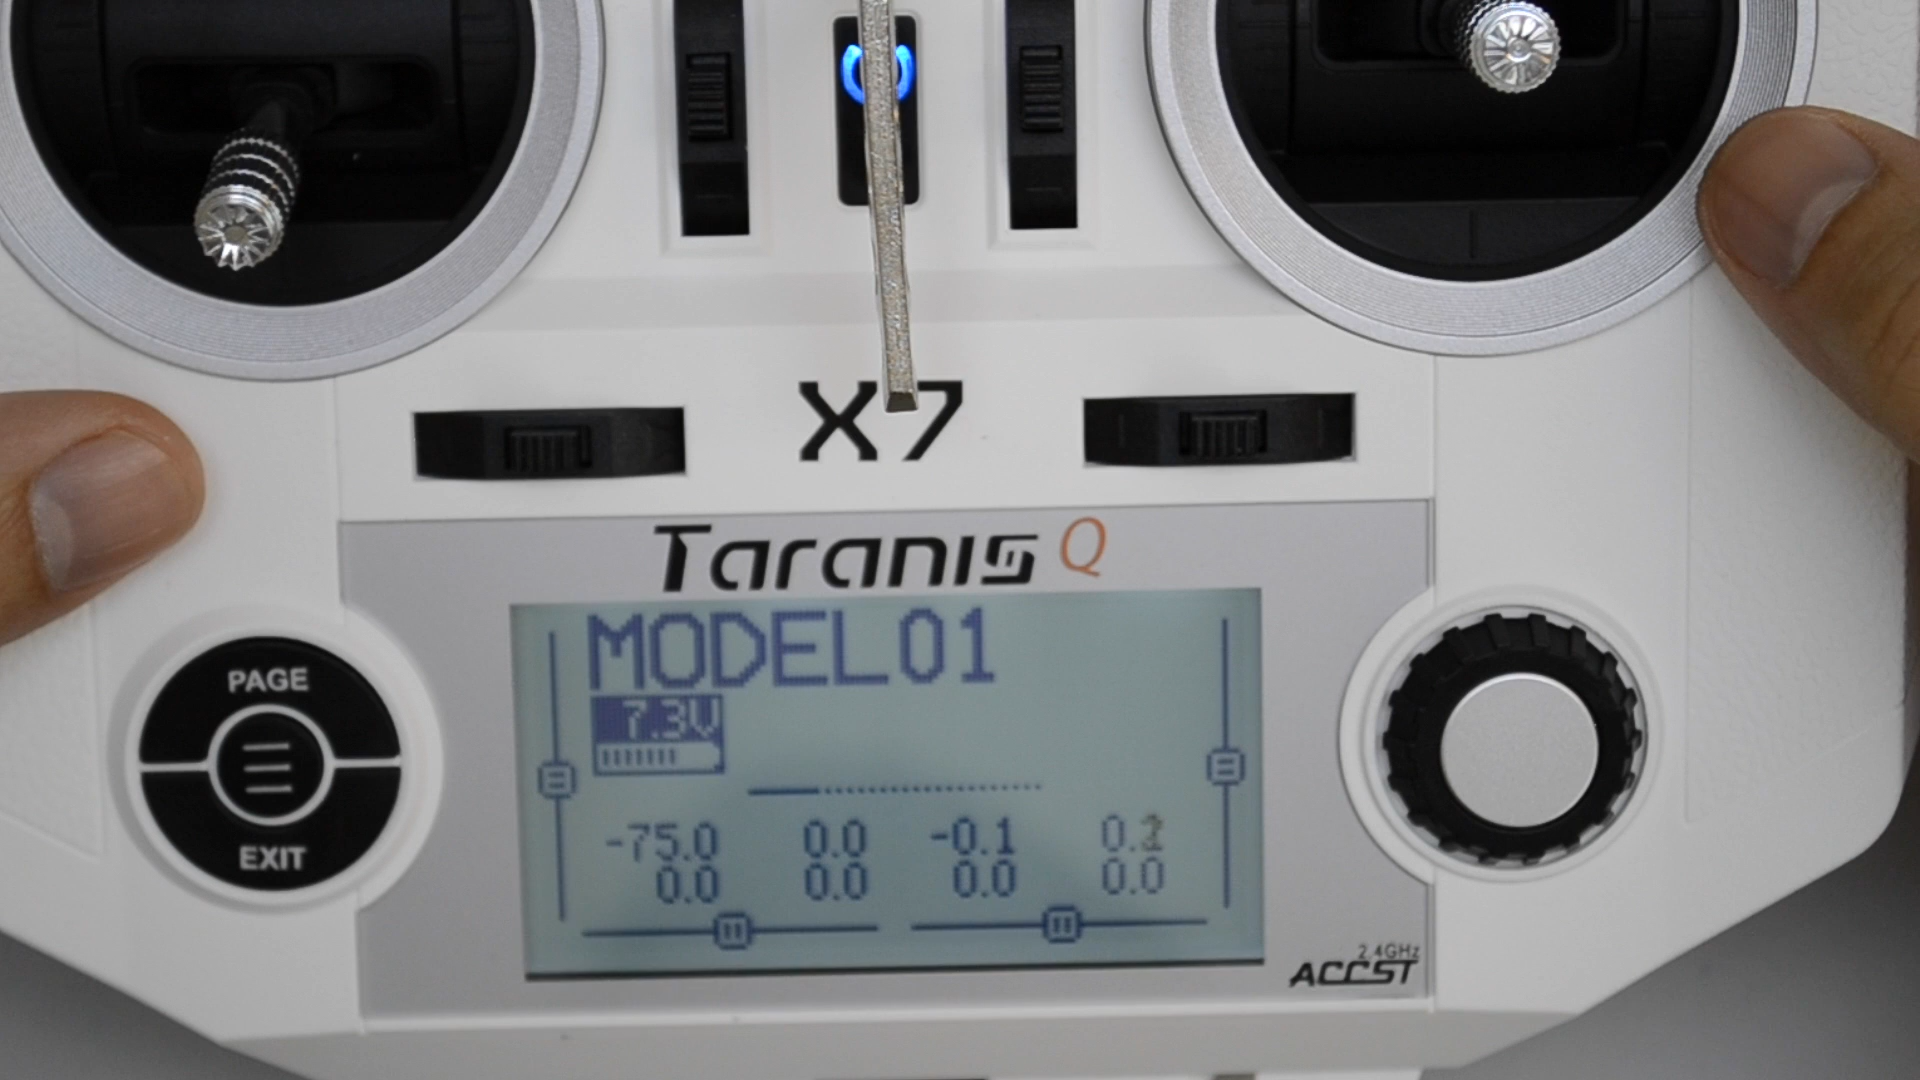 X7
Taranis Q
MODEL01
7.3V
PAGE
EXIT
-75.0 0.0 -0.1
0.0 0.0 0.0 0.0
2.4GHz
ACCST